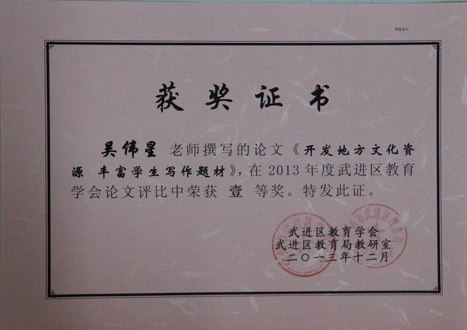 获奖证书
吴伟星 老师撰写的论文《开发地方文化资
源 丰富学生写作题材》,在2013年度武进区教育
学会论文评比中荣获 壹 等奖。特发此证。
武进区教育学会
武进区教育局教研室
二〇一三年十二月